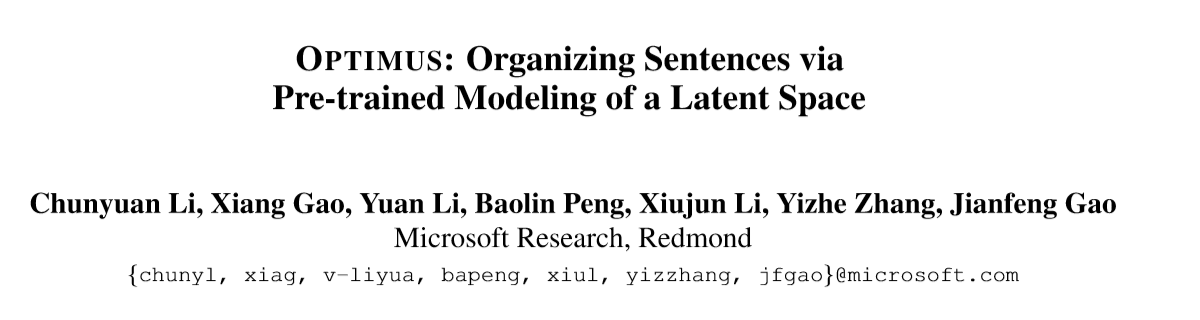 OPTIMUS: Organizing Sentences via
Pre-trained Modeling of a Latent Space
Chunyuan Li, Xiang Gao, Yuan Li, Baolin Peng, Xiujun Li, Yizhe Zhang, Jianfeng Gao
Microsoft Research, Redmond
{chunyl, xiag, v-liyua, bapeng, xiul, yizzhang, jfgao}@microsoft.com